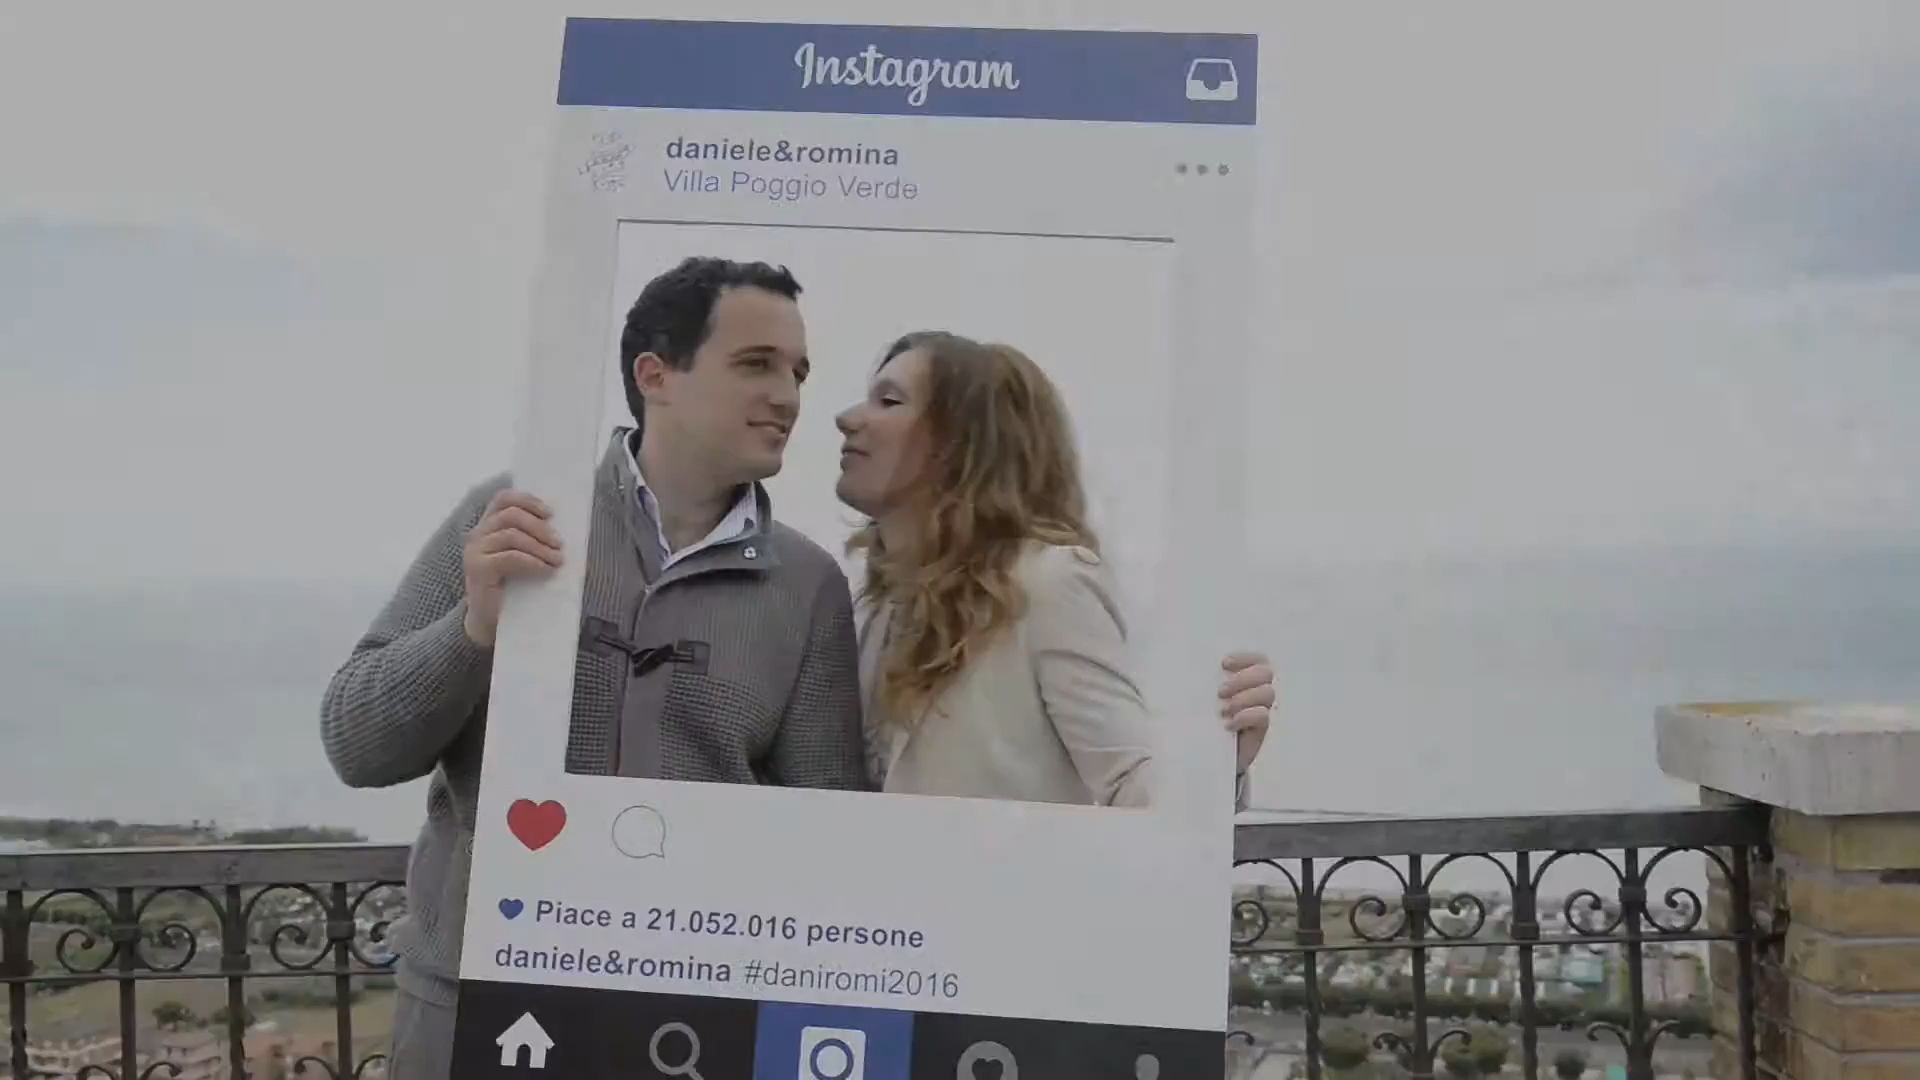 Instagram
daniele&romina
Villa Poggio Verde
Piace a 21.052.016 persone
daniele&romina #daniromi2016